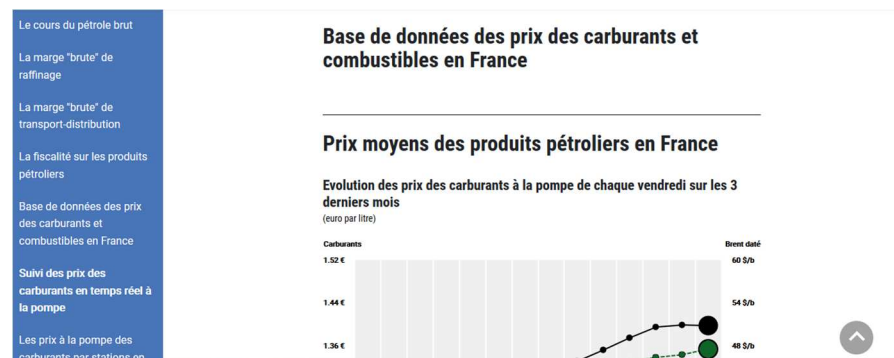 Le cours du pétrole brut
La marge "brute" de
raffinage
La marge "brute" de
transport-distribution
La fiscalité sur les produits
pétroliers
Base de données des prix
des carburants et
combustibles en France
Suivi des prix des
carburants en temps réel à
la pompe
Les prix à la pompe des
carburants par stations en
Base de données des prix des carburants et
combustibles en France
Prix moyens des produits pétroliers en France
Evolution des prix des carburants à la pompe de chaque vendredi sur les 3
derniers mois
(euro par litre)
Carburants
Brent daté
1.52 €
60 $/b
1.44 €
54 $/b
1.36 €
48 $/b